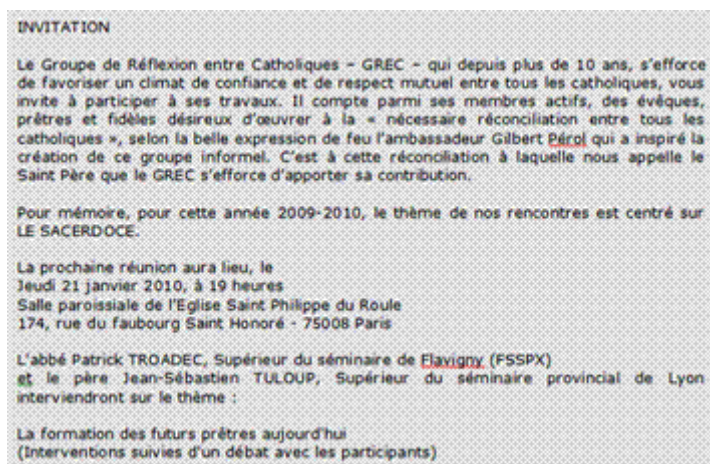 INVITATION
Le Groupe de Réflexion entre Catholiques – GREC – qui depuis plus de 10 ans, s'efforce
de favoriser un climat de confiance et de respect mutuel entre tous les catholiques, vous
invite à participer à ses travaux. Il compte parmi ses membres actifs, des évêques,
prêtres et fidèles désireux d'œuvrer à la « nécessaire réconciliation entre tous les
catholiques », selon la belle expression de feu l'ambassadeur Gilbert Pérol qui a inspiré la
création de ce groupe informel. C'est à cette réconciliation à laquelle nous appelle le
Saint Père que le GREC s'efforce d'apporter sa contribution.
Pour mémoire, pour cette année 2009-2010, le thème de nos rencontres est centré sur
LE SACERDOCE.
La prochaine réunion aura lieu, le
Jeudi 21 janvier 2010, à 19 heures
Salle paroissiale de l'Eglise Saint Philippe du Roule
174, rue du faubourg Saint Honoré - 75008 Paris
L'abbé Patrick TROADEC, Supérieur du séminaire de Flavigny (FSSPX)
et le père Jean-Sébastien TULOUP, Supérieur du séminaire provincial de Lyon
interviendront sur le thème :
La formation des futurs prêtres aujourd'hui
(Interventions suivies d'un débat avec les participants)